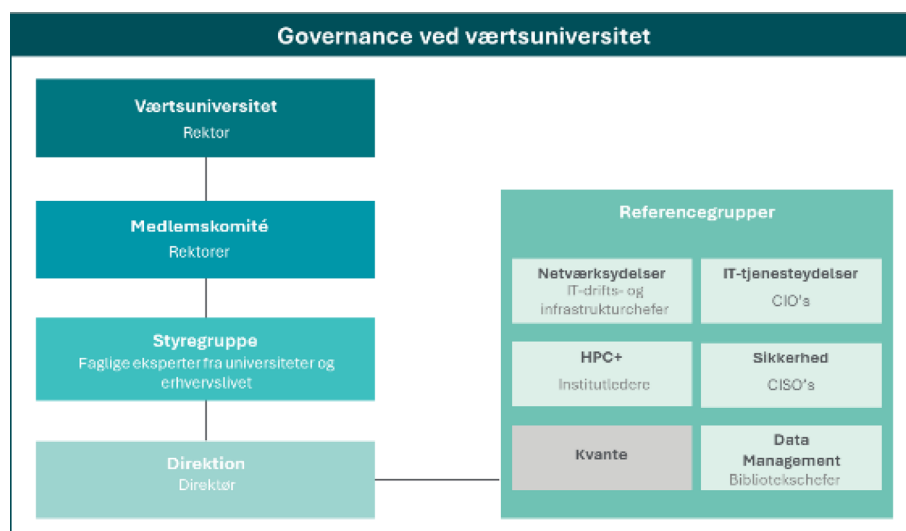 Governance ved værtsuniversitet
Værtsuniversitet
Rektor
Medlemskomité
Rektorer
Styregruppe
Faglige eksperter fra universiteter og
erhvervslivet
Direktion
Direktør
Referencegrupper
Netværksydelser
IT-drifts- og
infrastrukturchefer
IT-tjenesteydelser
CIO's
HPC+
Institutledere
Sikkerhed
CISO's
Kvante
Data
Management
Bibliotekschefer